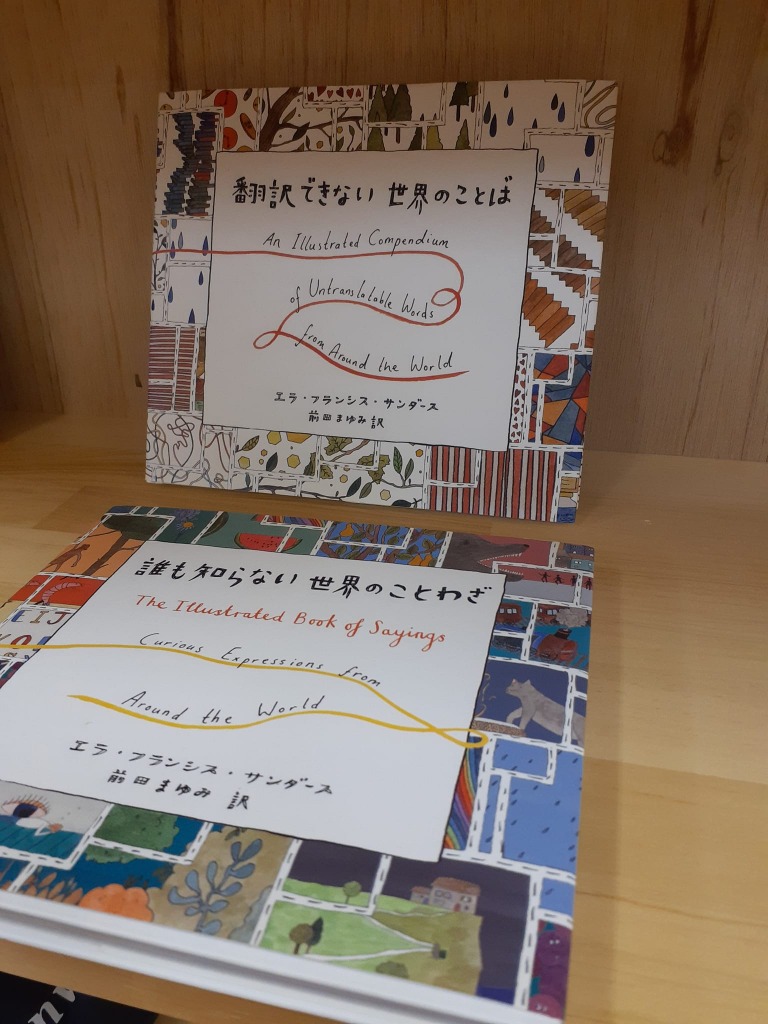 翻訳できない 世界のことば
An Illustrated Compendium
of Untranslatable Words
from Around the World
エラ・フランシス・サンダース
前田まゆみ訳
誰も知らない 世界のことわざ
The Illustrated Book of Sayings
Curious Expressions from
Around the World
エラ・フランシス・サンダース
前田まゆみ 訳
EIJ